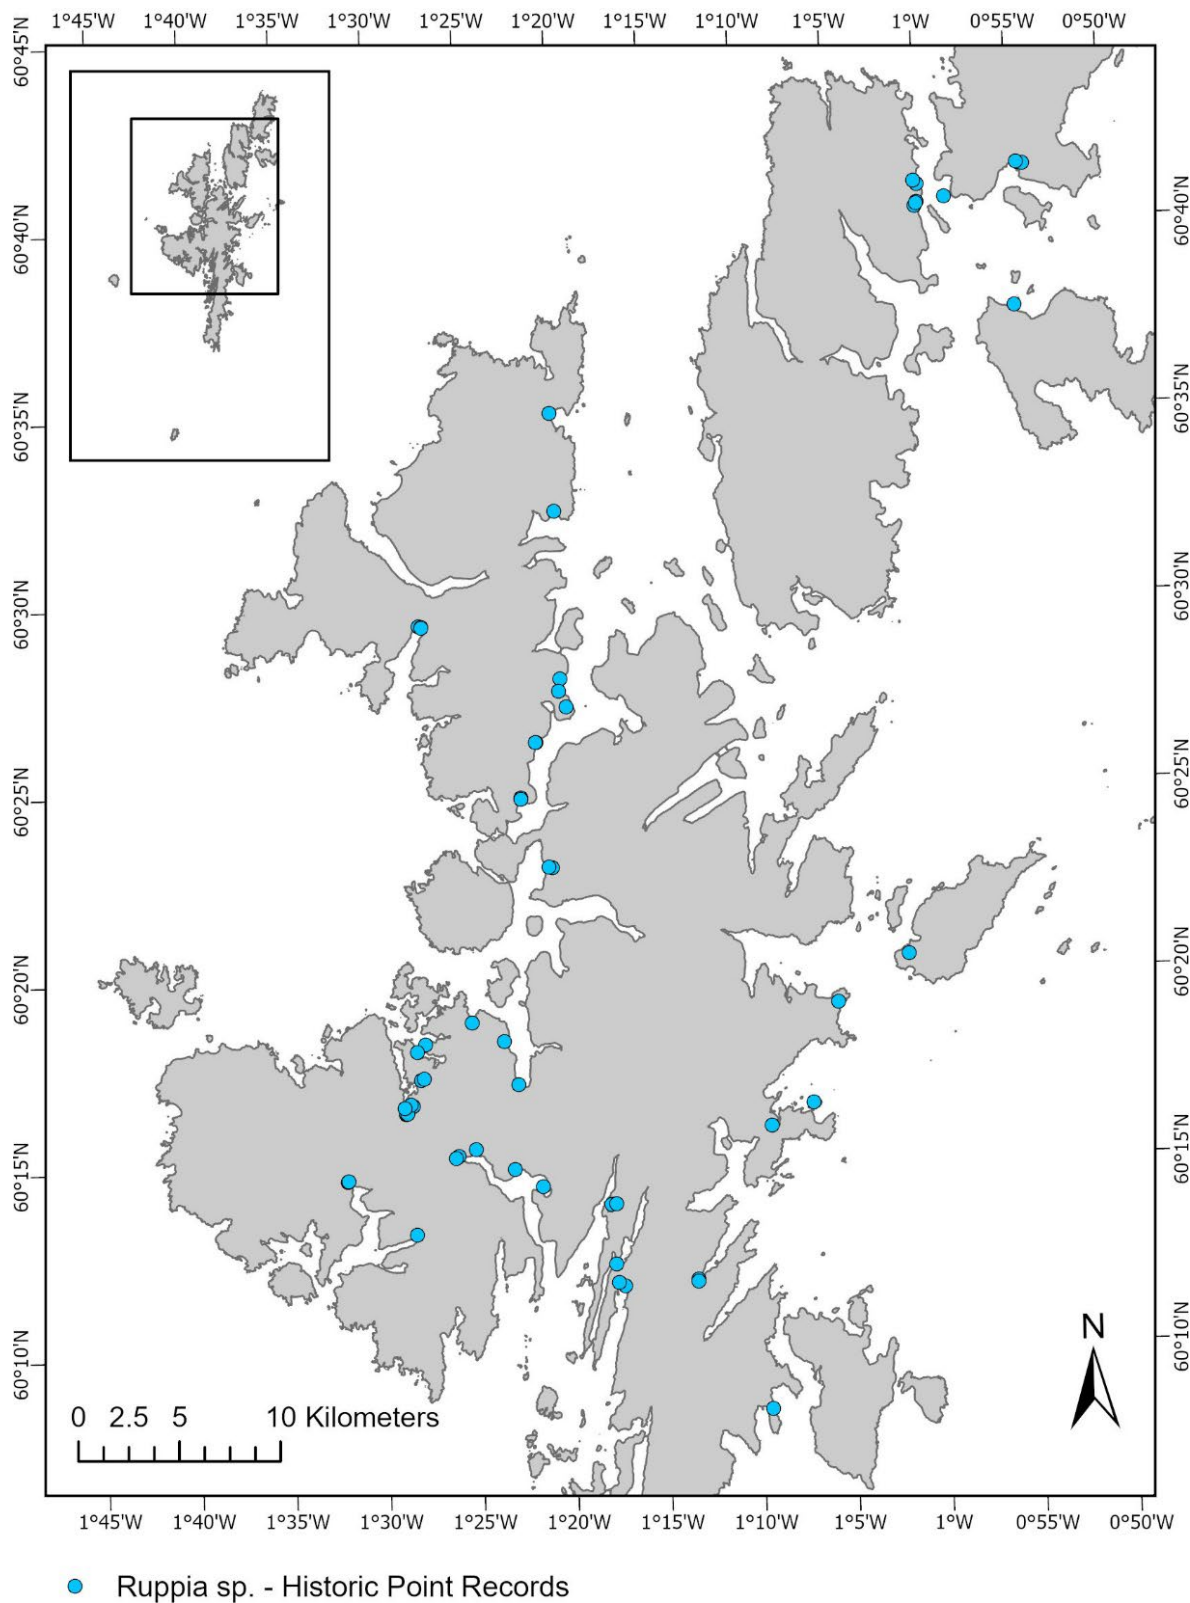 1°45'W 1°40'W 1°35'W 1°30'W 1°25'W 1°20'W 1°15'W 1°10'W 1°5'W 1°W 0°55'W 0°50'W
60°45'N
60°40'N 60°40'N
60°35'N 60°35'N
60°30'N 60°30'N
60°25'N 60°25'N
60°20'N 60°20'N
60°15'N 60°15'N
60°10'N 60°10'N
N
0 2.5 5 10 Kilometers
1°45'W 1°40'W 1°35'W 1°30'W 1°25'W 1°20'W 1°15'W 1°10'W 1°5'W 1°W 0°55'W 0°50'W
Ruppia sp. - Historic Point Records